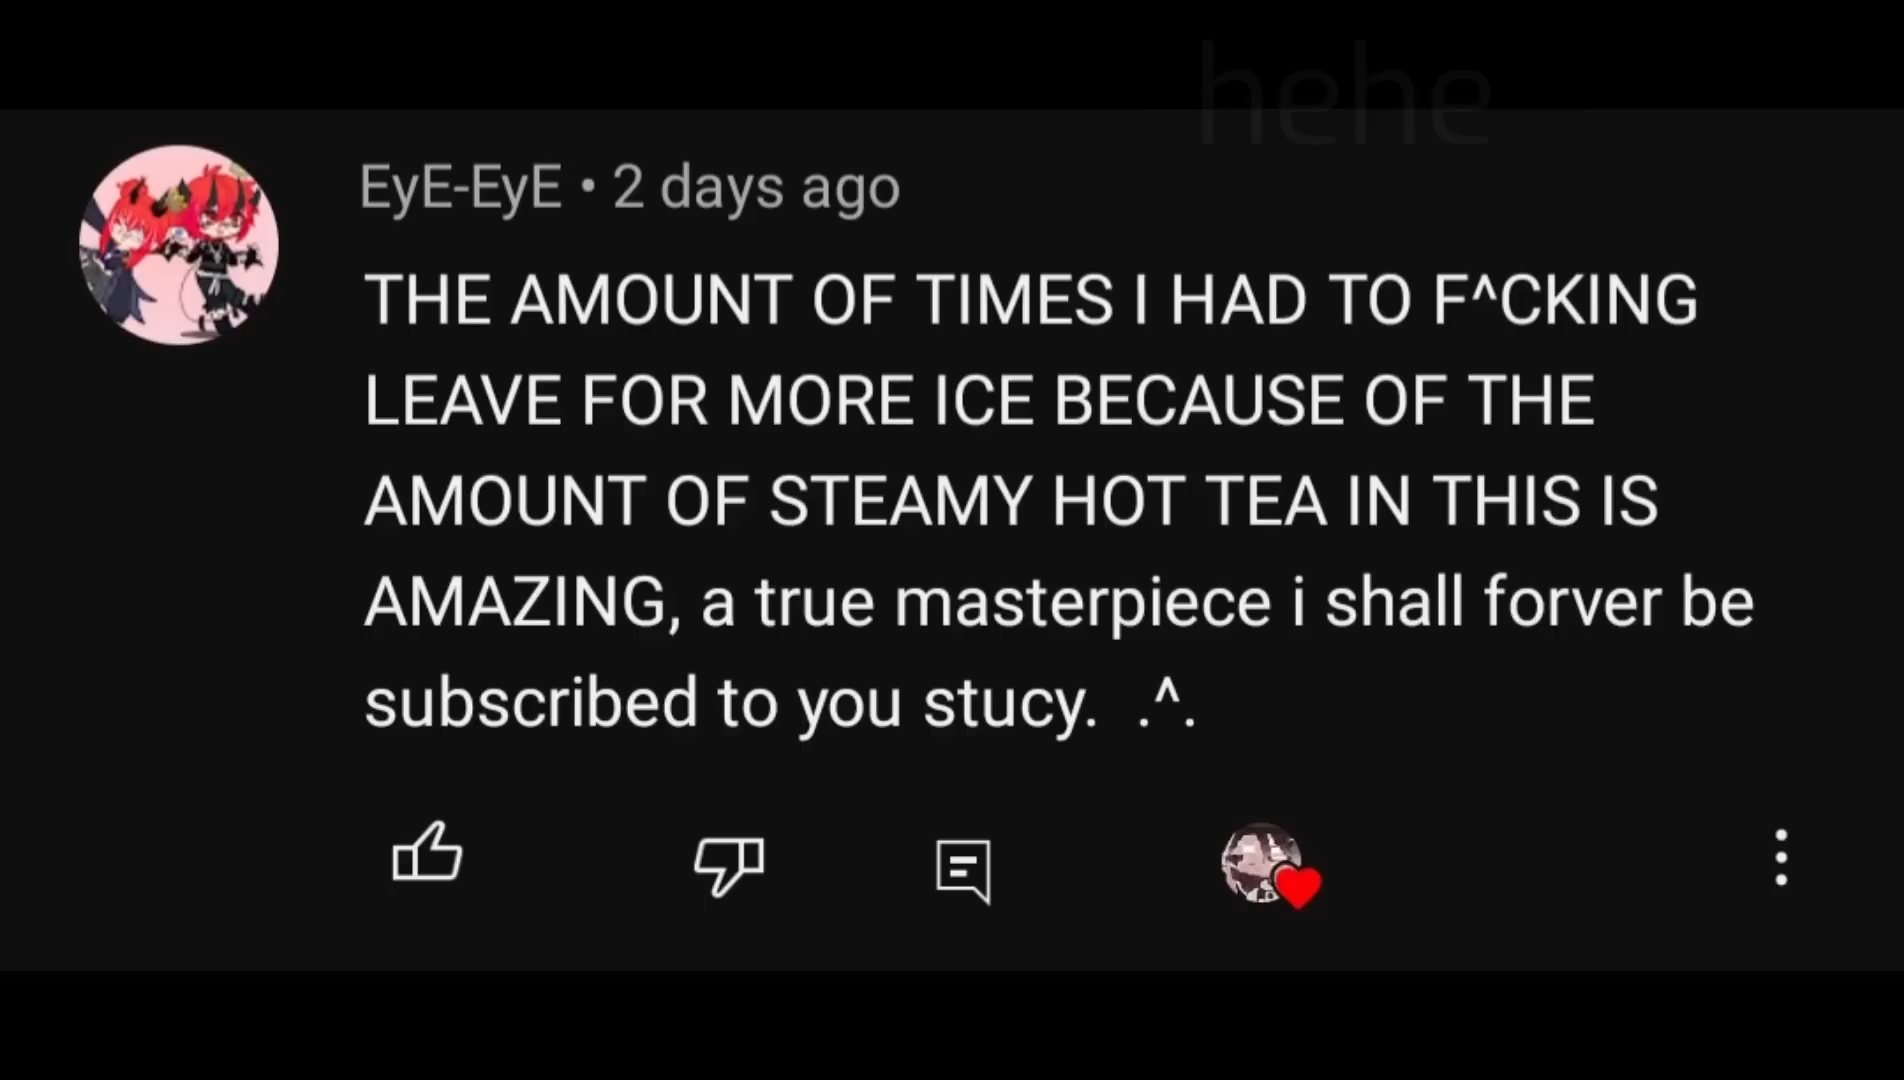 hehe
EyE-EyE • 2 days ago
THE AMOUNT OF TIMES I HAD TO F^CKING
LEAVE FOR MORE ICE BECAUSE OF THE
AMOUNT OF STEAMY HOT TEA IN THIS IS
AMAZING, a true masterpiece i shall forver be
subscribed to you stucy.  .^.